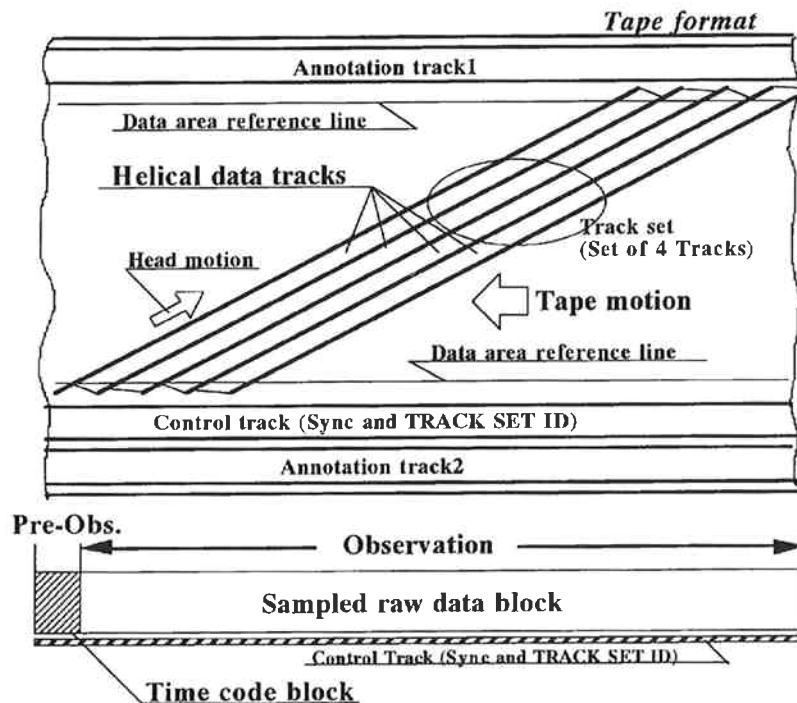 Tape format
Annotation track1
Data area reference line
Helical data tracks
Track set
(Set of 4 Tracks)
Head motion
Tape motion
Data area reference line
Control track (Sync and TRACK SET ID)
Annotation track2
Pre-Obs.
Observation
Sampled raw data block
Control Track (Sync and TRACK SET ID)
Time code block